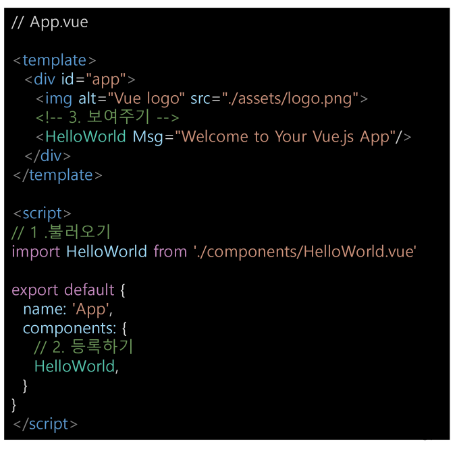 // App.vue
<template>
<div id="app">
<img alt="Vue logo" src="./assets/logo.png">
<!-- 3. 보여주기 -->
<HelloWorld Msg="Welcome to Your Vue.js App"/>
</div>
</template>
<script>
// 1 .불러오기
import HelloWorld from './components/HelloWorld.vue'
export default {
name: 'App',
components: {
// 2. 등록하기
HelloWorld,
}
}
</script>